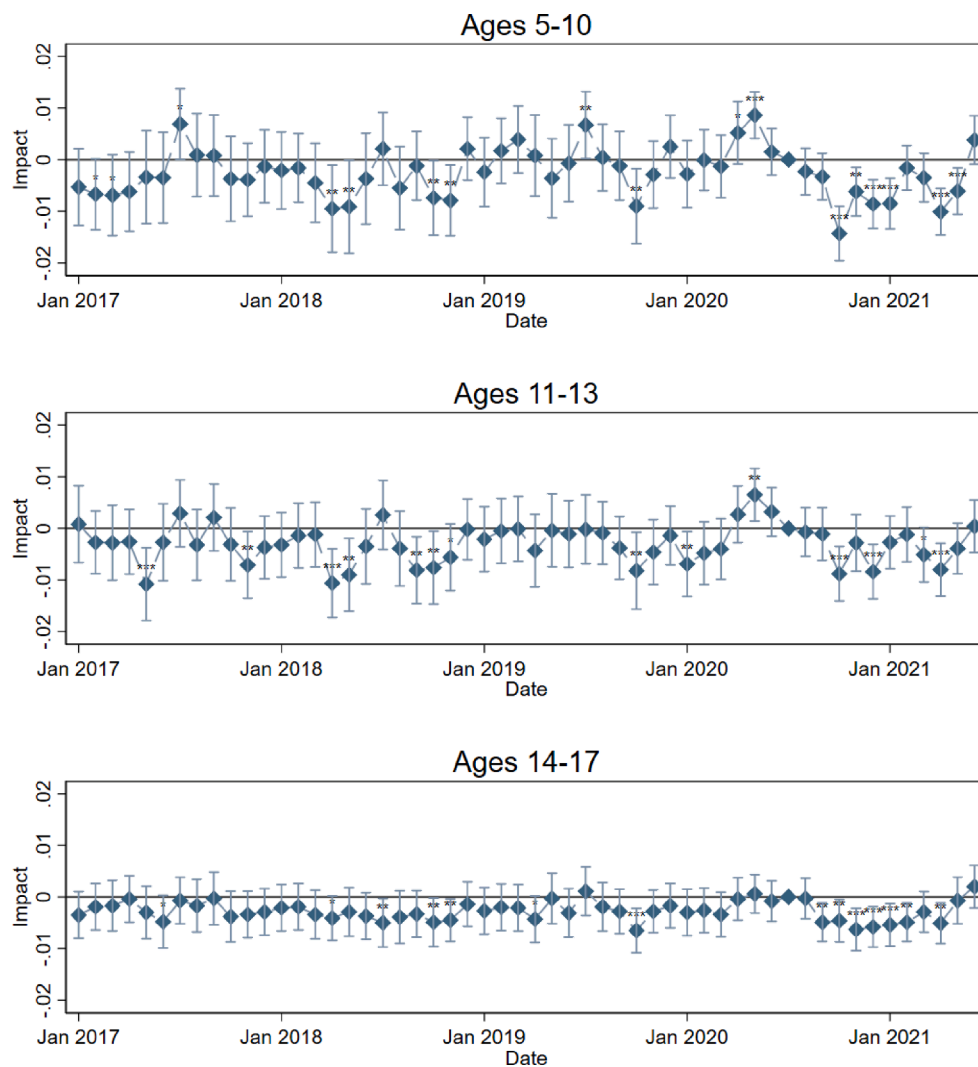 Ages 5-10
.02
.01
0
-.01
-.02
Impact
* * * ** ** ** ** ** ** * *** *** ** *** *** *** ***
Jan 2017 Jan 2018 Jan 2019 Jan 2020 Jan 2021
Date
Ages 11-13
.02
.01
0
-.01
-.02
Impact
*** ** *** ** ** ** * ** ** ** *** *** * ***
Jan 2017 Jan 2018 Jan 2019 Jan 2020 Jan 2021
Date
Ages 14-17
.02
.01
0
-.01
-.02
Impact
* * ** ** ** * *** ** ** *** *** *** ** **
Jan 2017 Jan 2018 Jan 2019 Jan 2020 Jan 2021
Date